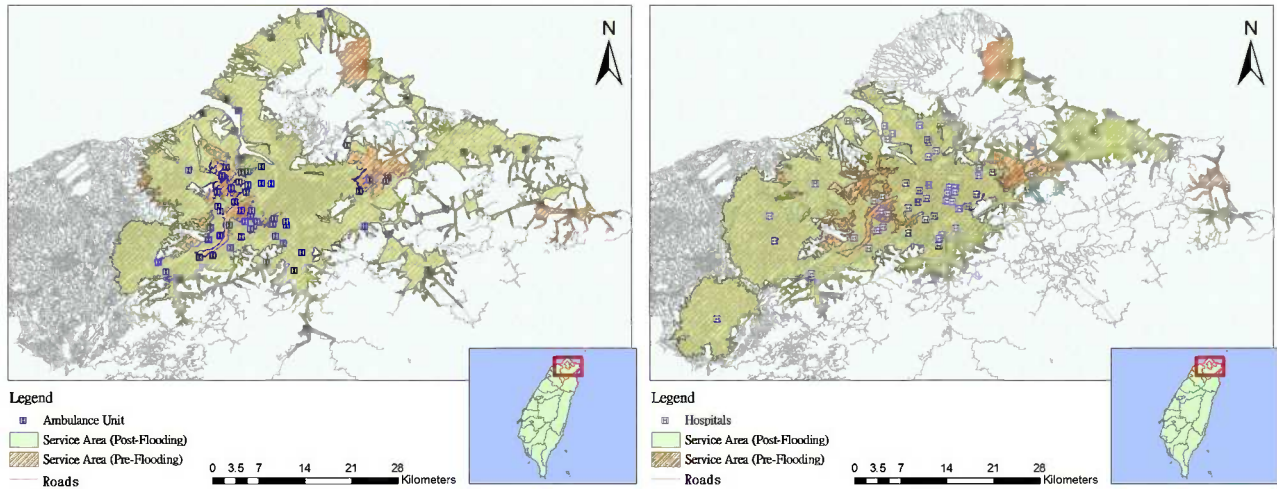 N
Legend
Ambulance Unit
Service Area (Post-Flooding)
Service Area (Pre-Flooding)
Roads
0 3.5 7 14 21 28
Kilometers
N
Legend
Hospitals
Service Area (Post-Flooding)
Service Area (Pre-Flooding)
Roads
0 3.5 7 14 21 28
Kilometers